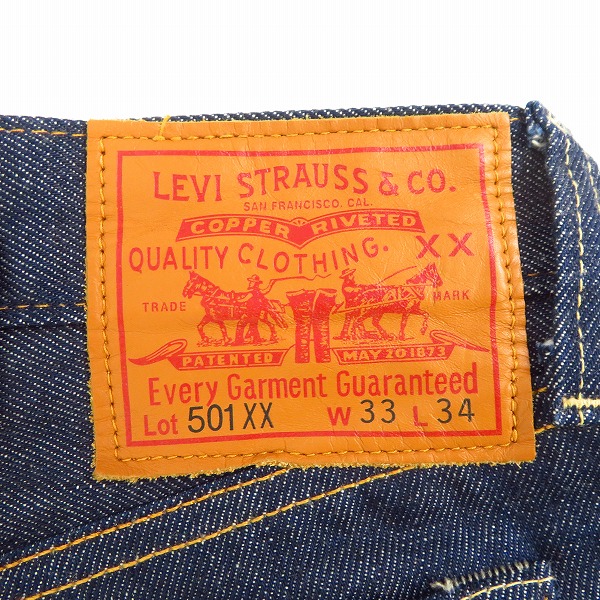 LEVI STRAUSS & CO.
SAN FRANCISCO. CAL.
COPPER RIVETED
QUALITY CLOTHING. XX
TRADE MARK
PATENTED MAY 20 1873
Every Garment Guaranteed
Lot 501XX W 33 L 34